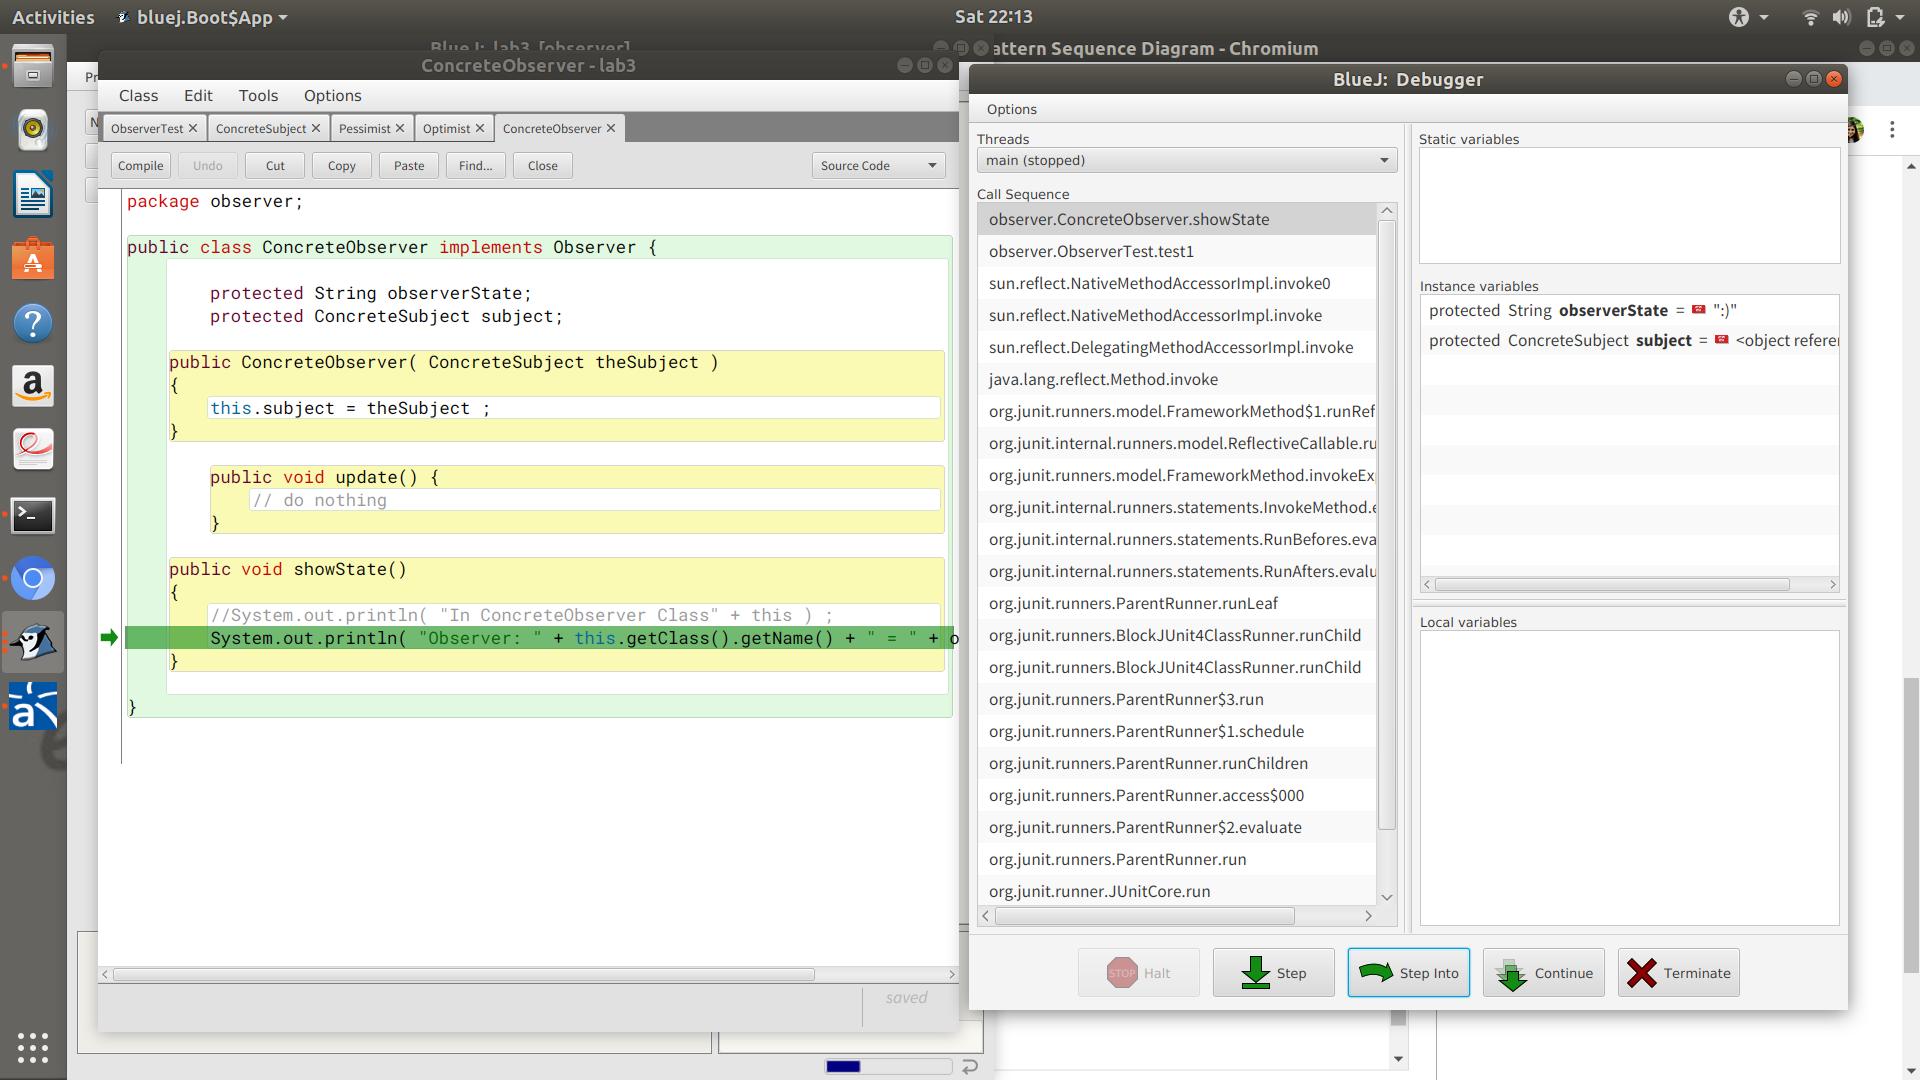 Activities
bluej.Boot$App
Sat 22:13
BlueJ: lab3 [observer]
attern Sequence Diagram - Chromium
ConcreteObserver - lab3
Pr
Class Edit Tools Options
N
ObserverTest ConcreteSubject Pessimist Optimist ConcreteObserver
Compile Undo Cut Copy Paste Find... Close Source Code
package observer;
public class ConcreteObserver implements Observer {
protected String observerState;
protected ConcreteSubject subject;
public ConcreteObserver( ConcreteSubject theSubject )
{
this.subject = theSubject ;
}
public void update() {
// do nothing
}
public void showState()
{
//System.out.println( "In ConcreteObserver Class" + this ) ;
System.out.println( "Observer: " + this.getClass().getName() + " = " + o
}
}
saved
BlueJ: Debugger
Options
Threads
main (stopped)
Call Sequence
observer.ConcreteObserver.showState
observer.ObserverTest.test1
sun.reflect.NativeMethodAccessorImpl.invoke0
sun.reflect.NativeMethodAccessorImpl.invoke
sun.reflect.DelegatingMethodAccessorImpl.invoke
java.lang.reflect.Method.invoke
org.junit.runners.model.FrameworkMethod$1.runRef
org.junit.internal.runners.model.ReflectiveCallable.ru
org.junit.runners.model.FrameworkMethod.invokeEx
org.junit.internal.runners.statements.InvokeMethod.e
org.junit.internal.runners.statements.RunBefores.eva
org.junit.internal.runners.statements.RunAfters.evalu
org.junit.runners.ParentRunner.runLeaf
org.junit.runners.BlockJUnit4ClassRunner.runChild
org.junit.runners.BlockJUnit4ClassRunner.runChild
org.junit.runners.ParentRunner$3.run
org.junit.runners.ParentRunner$1.schedule
org.junit.runners.ParentRunner.runChildren
org.junit.runners.ParentRunner.access$000
org.junit.runners.ParentRunner$2.evaluate
org.junit.runners.ParentRunner.run
org.junit.runner.JUnitCore.run
Static variables
Instance variables
protected String observerState = ":)"
protected ConcreteSubject subject = <object referen
Local variables
STOP Halt Step Step Into Continue Terminate